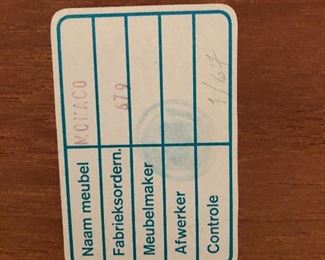 Naam meubel MONACO
Fabrieksordern. 679
Meubelmaker
Afwerker
Controle 1/67